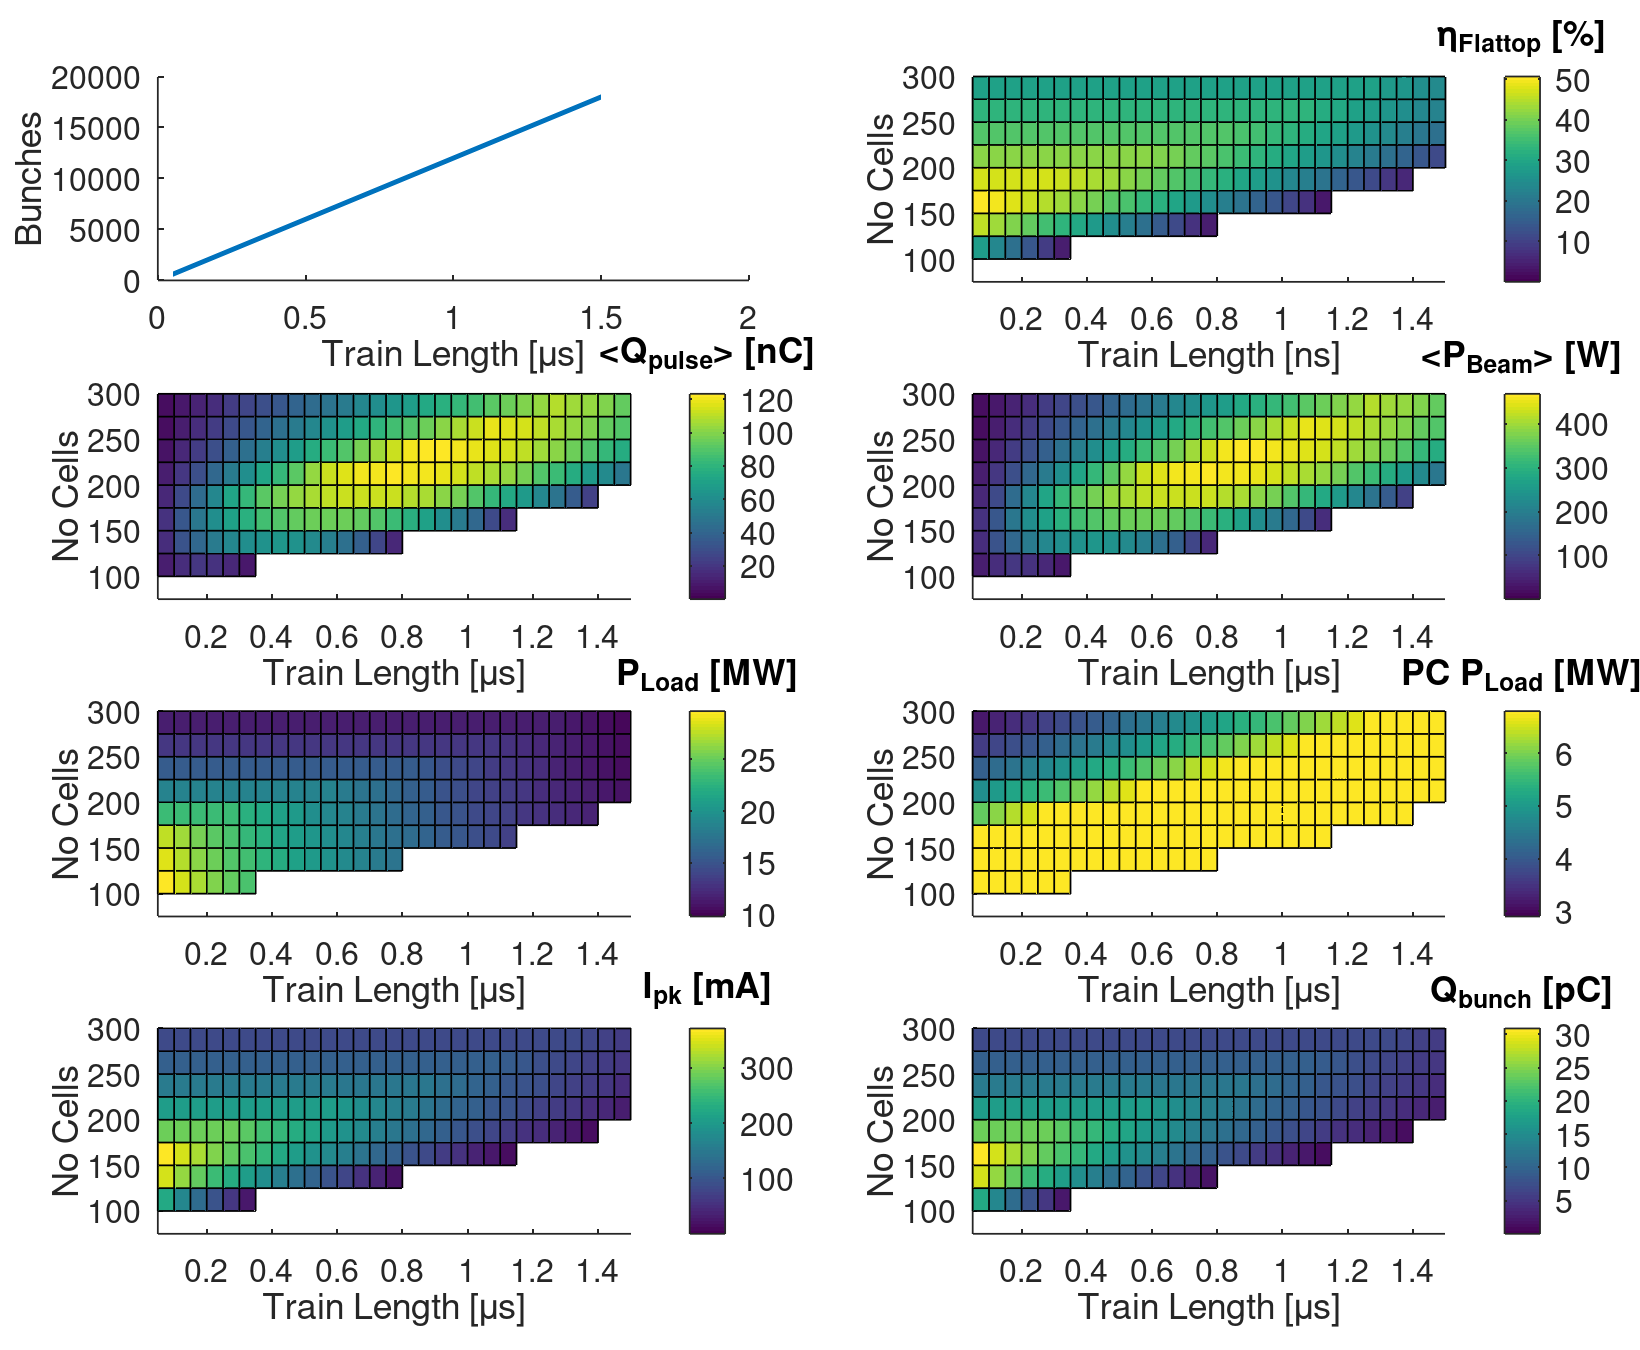 20000
15000
10000
5000
0
Bunches
0 0.5 1 1.5 2
Train Length [µs]
η_Flattop [%]
300
250
200
150
100
No Cells
0.2 0.4 0.6 0.8 1 1.2 1.4
Train Length [ns]
50
40
30
20
10
<Q_pulse> [nC]
300
250
200
150
100
No Cells
0.2 0.4 0.6 0.8 1 1.2 1.4
Train Length [µs]
120
100
80
60
40
20
<P_Beam> [W]
300
250
200
150
100
No Cells
0.2 0.4 0.6 0.8 1 1.2 1.4
Train Length [µs]
400
300
200
100
P_Load [MW]
300
250
200
150
100
No Cells
0.2 0.4 0.6 0.8 1 1.2 1.4
Train Length [µs]
25
20
15
10
PC P_Load [MW]
300
250
200
150
100
No Cells
0.2 0.4 0.6 0.8 1 1.2 1.4
Train Length [µs]
6
5
4
3
I_pk [mA]
300
250
200
150
100
No Cells
0.2 0.4 0.6 0.8 1 1.2 1.4
Train Length [µs]
300
200
100
Q_bunch [pC]
300
250
200
150
100
No Cells
0.2 0.4 0.6 0.8 1 1.2 1.4
Train Length [µs]
30
25
20
15
10
5